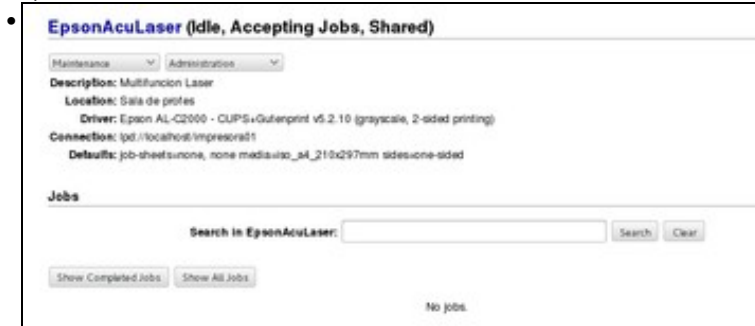 EpsonAcuLaser (Idle, Accepting Jobs, Shared)
Maintenance Administration
Description: Multifuncion Laser
Location: Sala de profes
Driver: Epson AL-C2000 - CUPS+Gutenprint v5.2.10 (grayscale, 2-sided printing)
Connection: lpd://localhost/impresora01
Defaults: job-sheets=none, none media=iso_a4_210x297mm sides=one-sided
Jobs
Search in EpsonAcuLaser: Search Clear
Show Completed Jobs Show All Jobs
No jobs.